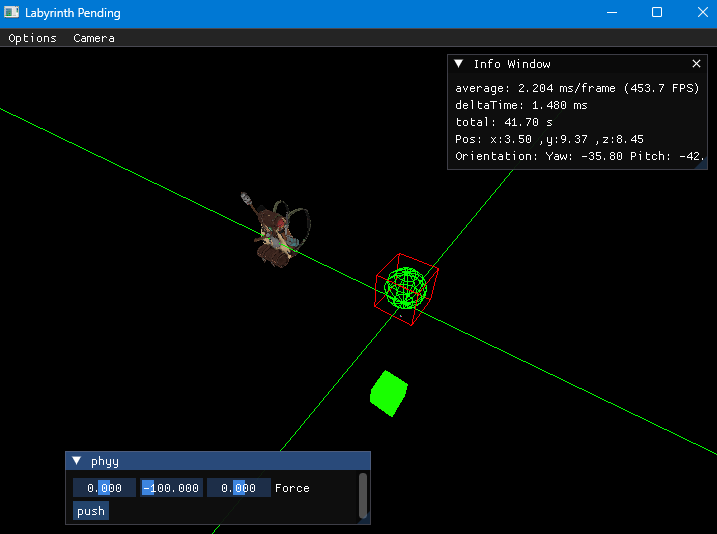 Labyrinth Pending
Options Camera
Info Window
average: 2.204 ms/frame (453.7 FPS)
deltaTime: 1.480 ms
total: 41.70 s
Pos: x:3.50 ,y:9.37 ,z:8.45
Orientation: Yaw: -35.80 Pitch: -42.
phyy
0.000 -100.000 0.000 Force
push